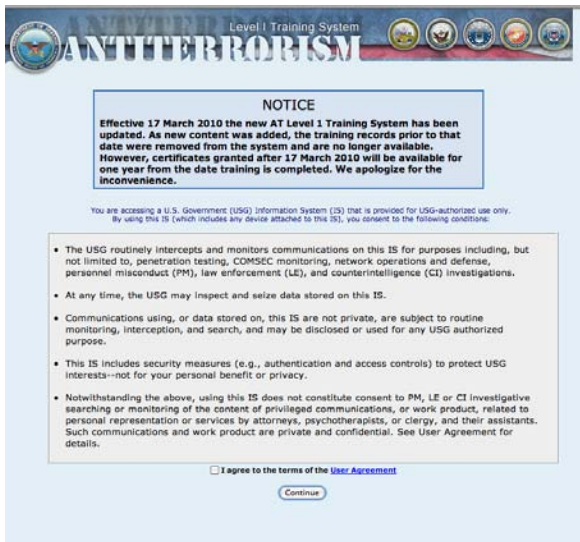 Level I Training System
ANTITERRORISM
NOTICE
Effective 17 March 2010 the new AT Level 1 Training System has been
updated. As new content was added, the training records prior to that
date were removed from the system and are no longer available.
However, certificates granted after 17 March 2010 will be available for
one year from the date training is completed. We apologize for the
inconvenience.
You are accessing a U.S. Government (USG) Information System (IS) that is provided for USG-authorized use only.
By using this IS (which includes any device attached to this IS), you consent to the following conditions:
• The USG routinely intercepts and monitors communications on this IS for purposes including, but
not limited to, penetration testing, COMSEC monitoring, network operations and defense,
personnel misconduct (PM), law enforcement (LE), and counterintelligence (CI) investigations.
• At any time, the USG may inspect and seize data stored on this IS.
• Communications using, or data stored on, this IS are not private, are subject to routine
monitoring, interception, and search, and may be disclosed or used for any USG authorized
purpose.
• This IS includes security measures (e.g., authentication and access controls) to protect USG
interests--not for your personal benefit or privacy.
• Notwithstanding the above, using this IS does not constitute consent to PM, LE or CI investigative
searching or monitoring of the content of privileged communications, or work product, related to
personal representation or services by attorneys, psychotherapists, or clergy, and their assistants.
Such communications and work product are private and confidential. See User Agreement for
details.
I agree to the terms of the User Agreement
Continue